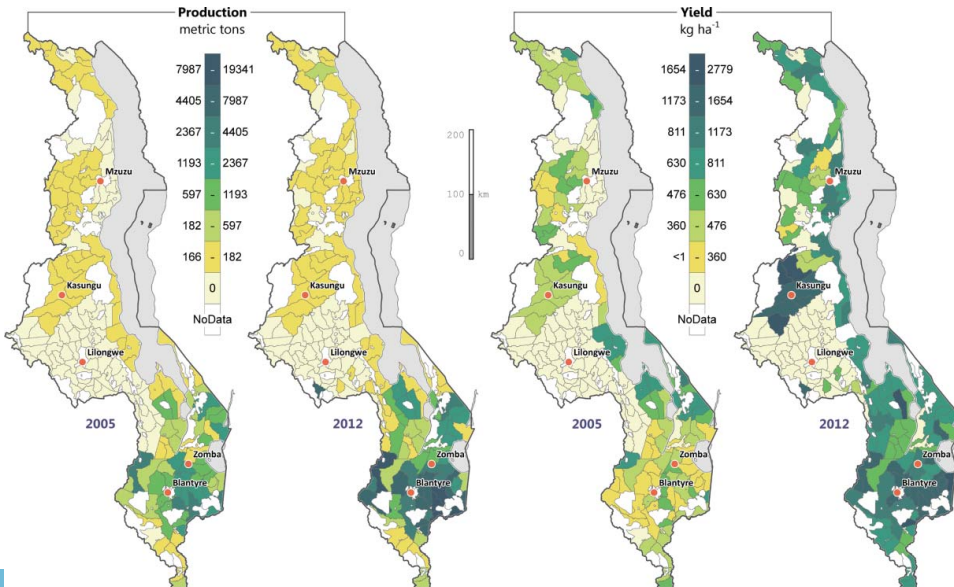 Production
metric tons
7987 - 19341
4405 - 7987
2367 - 4405
1193 - 2367
597 - 1193
182 - 597
166 - 182
0
NoData
Mzuzu
Kasungu
Lilongwe
2005
Zomba
Blantyre
Mzuzu
Kasungu
Lilongwe
2012
Zomba
Blantyre
200
100 km
0
Yield
kg ha⁻¹
1654 - 2779
1173 - 1654
811 - 1173
630 - 811
476 - 630
360 - 476
<1 - 360
0
NoData
Mzuzu
Kasungu
Lilongwe
2005
Zomba
Blantyre
Mzuzu
Kasungu
Lilongwe
2012
Zomba
Blantyre